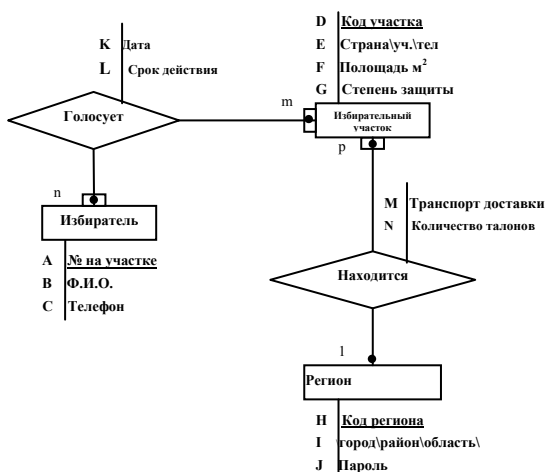 K Дата
L Срок действия
Голосует
n
Избиратель
A № на участке
B Ф.И.О.
C Телефон
D Код участка
E Страна\уч.\тел
F Полощадь м²
G Степень защиты
m
Избирательный
участок
p
M Транспорт доставки
N Количество талонов
Находится
l
Регион
H Код региона
I \город\район\область\
J Пароль